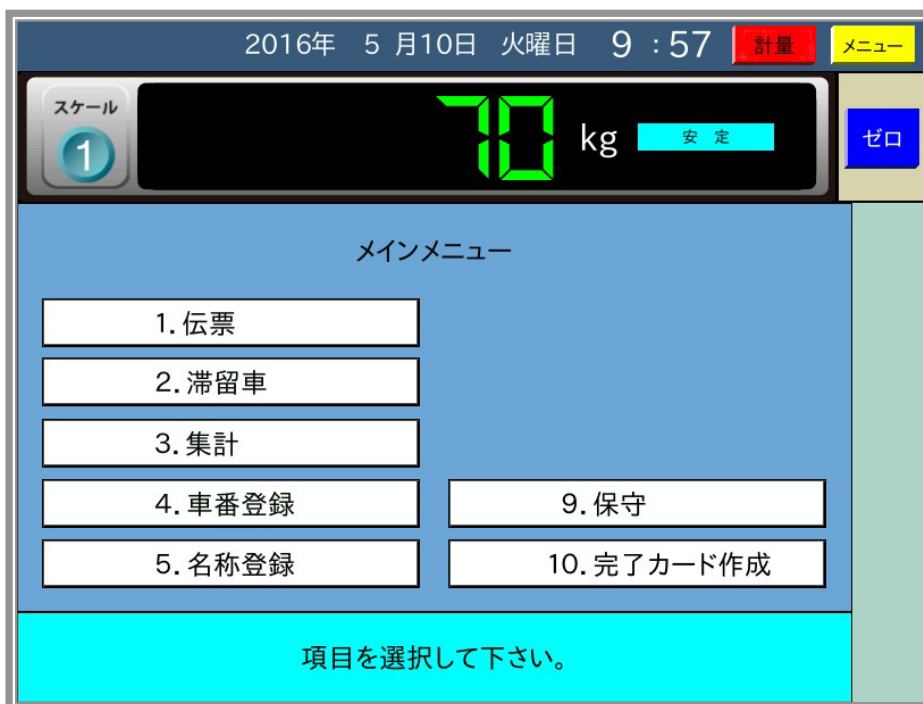 2016年 5月10日 火曜日 9:57 計量 メニュー
スケール
1
70 kg 安定
ゼロ
メインメニュー
1.伝票
2.滞留車
3.集計
4.車番登録
9.保守
5.名称登録
10.完了カード作成
項目を選択して下さい。